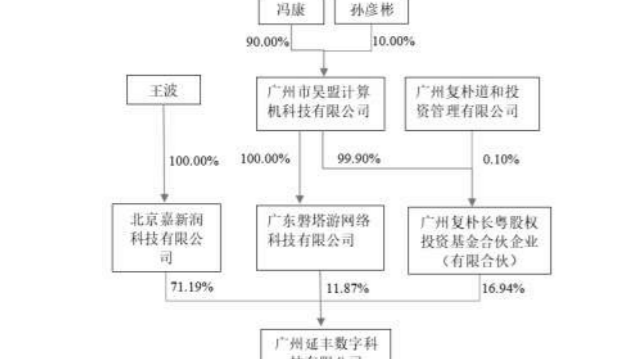 冯康
孙彦彬
90.00%
10.00%
王波
广州市昊盟计算
机科技有限公司
广州复朴道和投
资管理有限公司
100.00%
100.00%
99.90%
0.10%
北京嘉新润
科技有限公
司
广东磐塔游网络
科技有限公司
广州复朴长粤股权
投资基金合伙企业
（有限合伙）
71.19%
11.87%
16.94%
广州延丰数字科
技有限公司